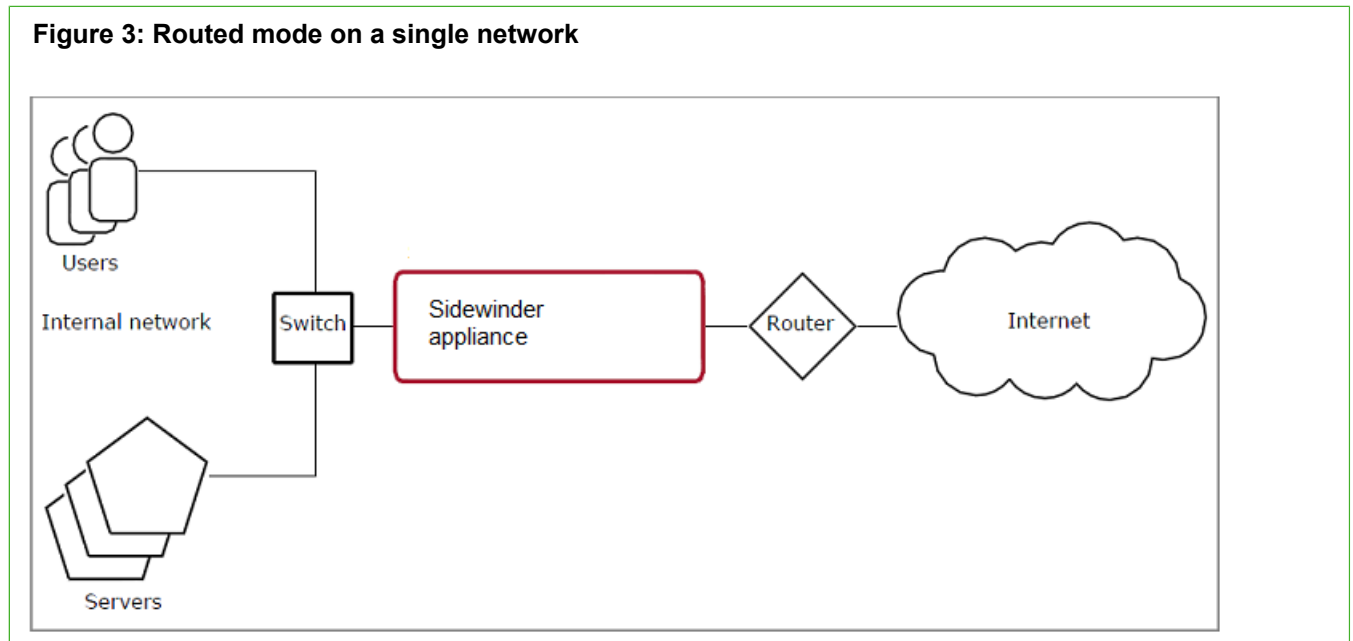 Figure 3: Routed mode on a single network
Users
Internal network
Switch
Sidewinder
appliance
Router
Internet
Servers